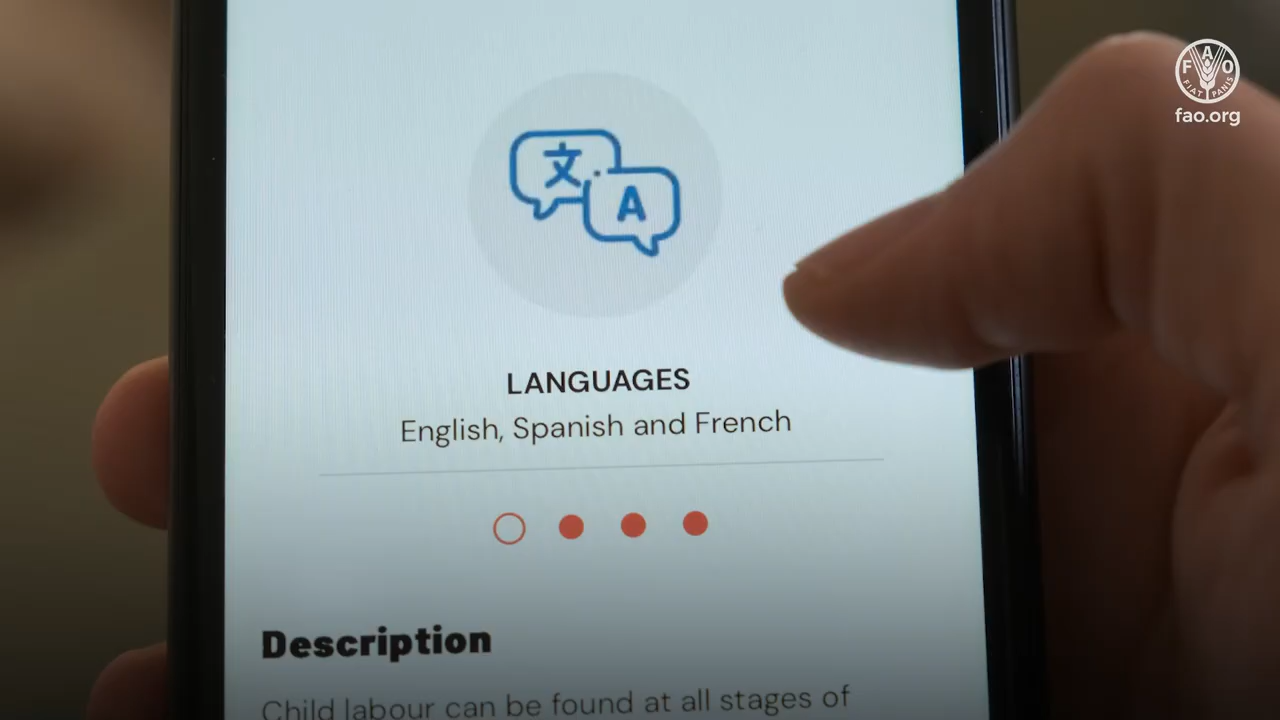 F A O
FIAT PANIS
fao.org
文
A
LANGUAGES
English, Spanish and French
Description
Child labour can be found at all stages of